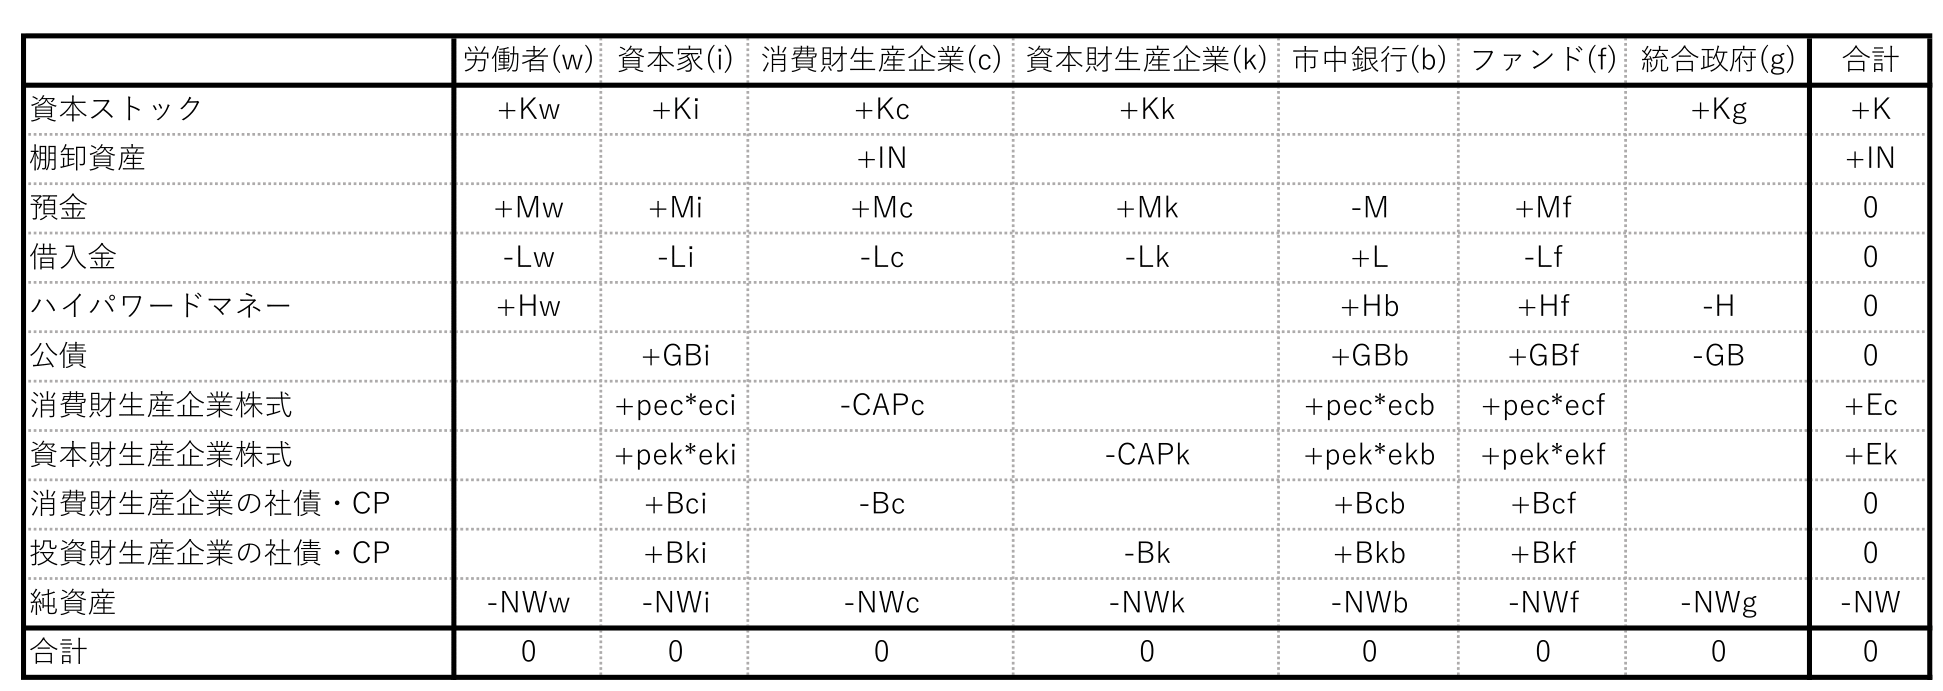 労働者(w) 資本家(i) 消費財生産企業(c) 資本財生産企業(k) 市中銀行(b) ファンド(f) 統合政府(g) 合計
資本ストック +Kw +Ki +Kc +Kk +Kg +K
棚卸資産 +IN +IN
預金 +Mw +Mi +Mc +Mk -M +Mf 0
借入金 -Lw -Li -Lc -Lk +L -Lf 0
ハイパワードマネー +Hw +Hb +Hf -H 0
公債 +GBi +GBb +GBf -GB 0
消費財生産企業株式 +pec*eci -CAPc +pec*ecb +pec*ecf +Ec
資本財生産企業株式 +pek*eki -CAPk +pek*ekb +pek*ekf +Ek
消費財生産企業の社債・CP +Bci -Bc +Bcb +Bcf 0
投資財生産企業の社債・CP +Bki -Bk +Bkb +Bkf 0
純資産 -NWw -NWi -NWc -NWk -NWb -NWf -NWg -NW
合計 0 0 0 0 0 0 0 0